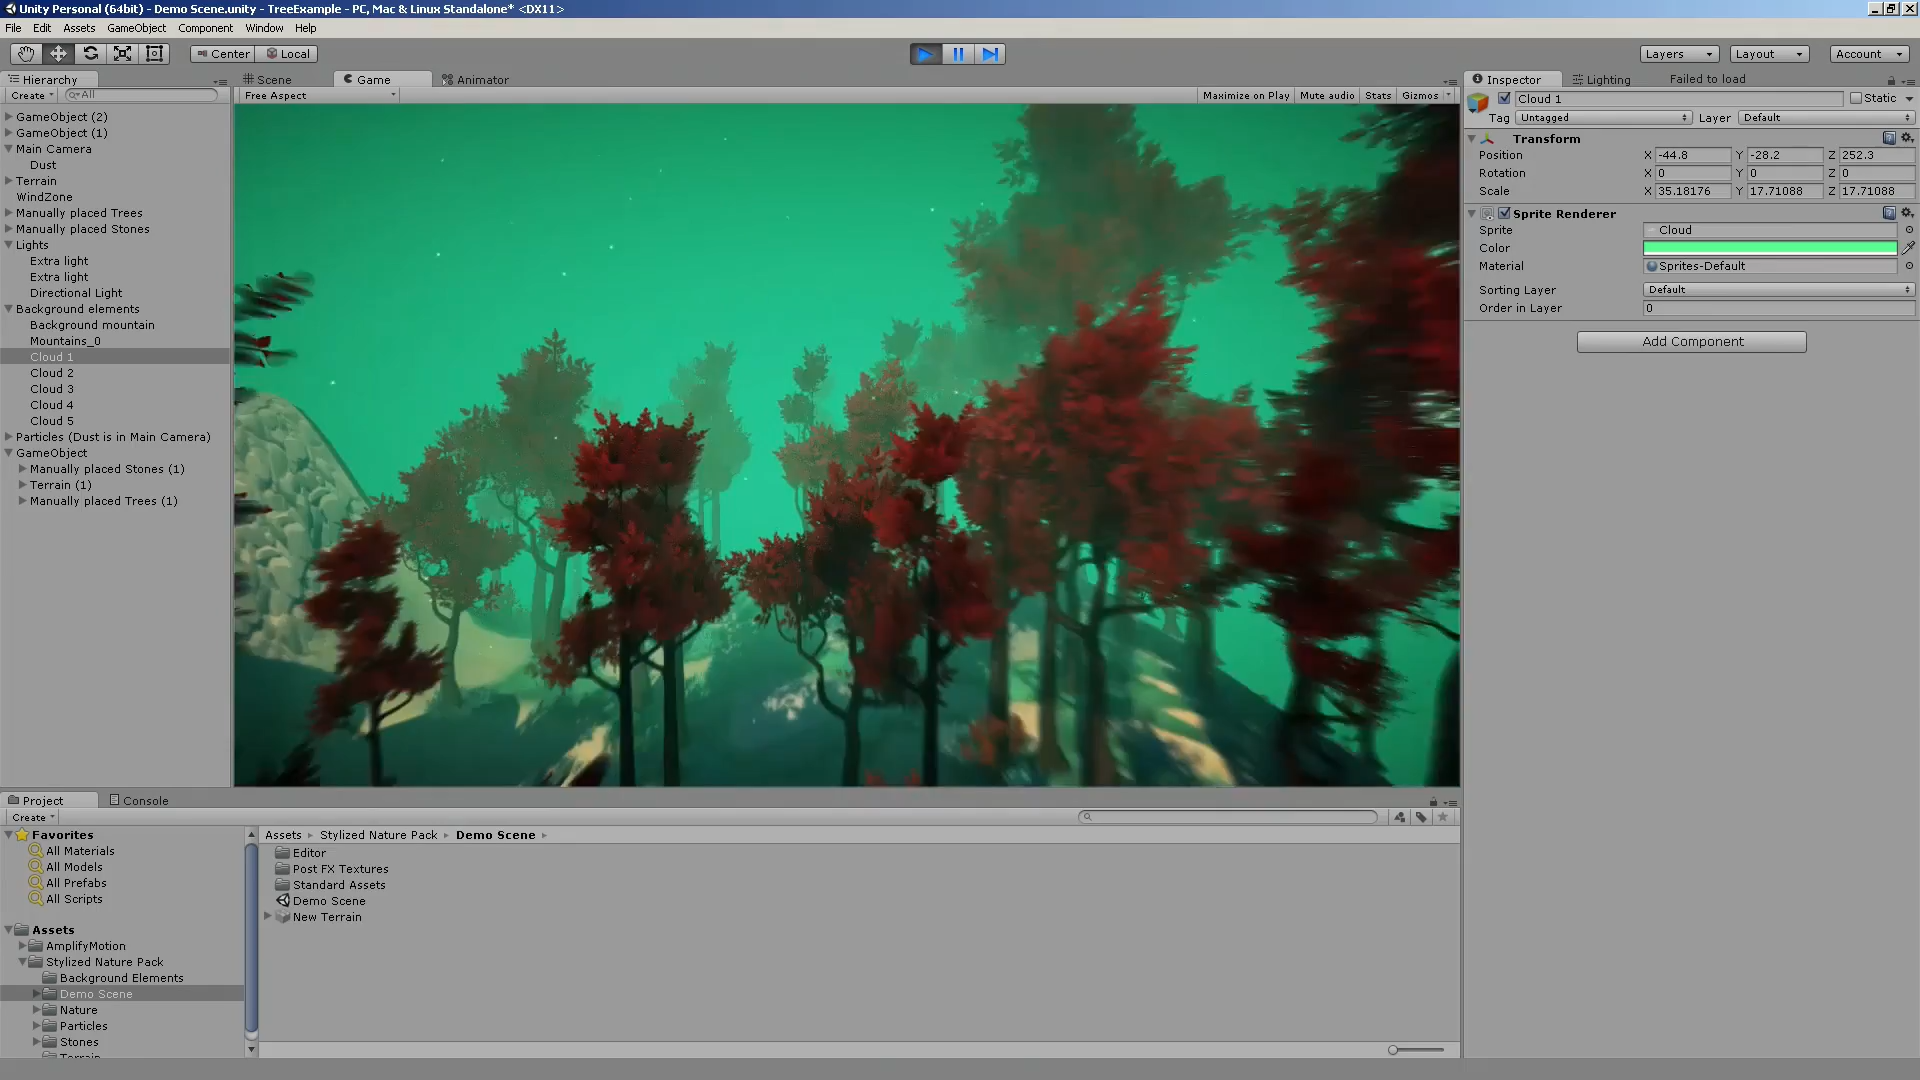 Unity Personal (64bit) - Demo Scene.unity - TreeExample - PC, Mac & Linux Standalone* <DX11>
File Edit Assets GameObject Component Window Help
Center Local Layers Layout Account
Hierarchy Scene Game Animator Inspector Lighting Failed to load
Create All Free Aspect Maximize on Play Mute audio Stats Gizmos
Cloud 1 Static
Tag Untagged Layer Default
GameObject (2)
GameObject (1)
Main Camera
Dust
Terrain
WindZone
Manually placed Trees
Manually placed Stones
Lights
Extra light
Extra light
Directional Light
Background elements
Background mountain
Mountains_0
Cloud 1
Cloud 2
Cloud 3
Cloud 4
Cloud 5
Particles (Dust is in Main Camera)
GameObject
Manually placed Stones (1)
Terrain (1)
Manually placed Trees (1)
Transform
Position X -44.8 Y -28.2 Z 252.3
Rotation X 0 Y 0 Z 0
Scale X 35.18176 Y 17.71088 Z 17.71088
Sprite Renderer
Sprite Cloud
Color
Material Sprites-Default
Sorting Layer Default
Order in Layer 0
Add Component
Project Console
Create
Favorites
All Materials
All Models
All Prefabs
All Scripts
Assets
AmplifyMotion
Stylized Nature Pack
Background Elements
Demo Scene
Nature
Particles
Stones
Terrain
Assets Stylized Nature Pack Demo Scene
Editor
Post FX Textures
Standard Assets
Demo Scene
New Terrain